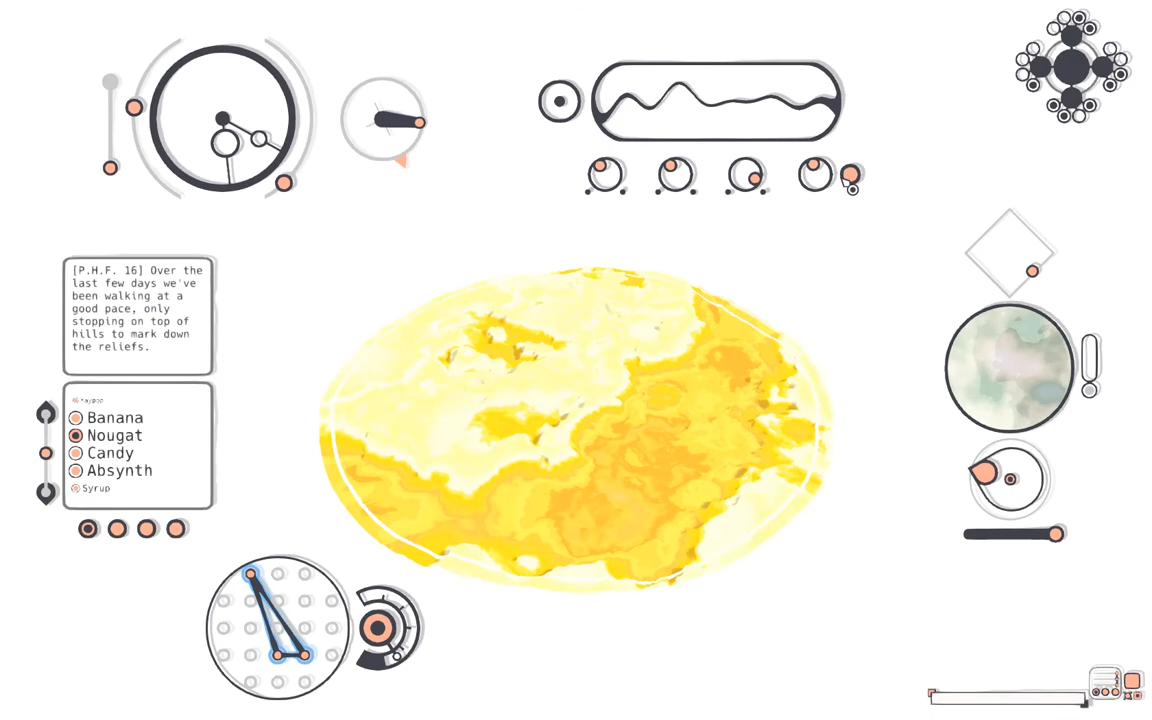 [P.H.F. 16] Over the
last few days we've
been walking at a
good pace, only
stopping on top of
hills to mark down
the reliefs.
Banana
Nougat
Candy
Absynth
Syrup